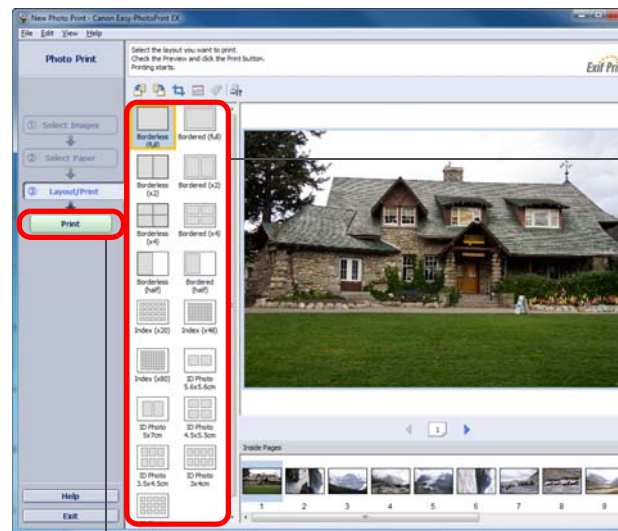 New Photo Print - Canon Easy-PhotoPrint EX
File Edit View Help
Photo Print
Select the layout you want to print.
Check the Preview and click the Print button.
Printing starts.
Exif Pri
① Select Images
② Select Paper
③ Layout/Print
Print
Borderless (full)
Bordered (full)
Borderless (x2)
Bordered (x2)
Borderless (x4)
Bordered (x4)
Borderless (half)
Bordered (half)
Index (x20)
Index (x48)
Index (x80)
ID Photo 5.6x5.6cm
ID Photo 5x7cm
ID Photo 4.5x5.5cm
ID Photo 3.5x4.5cm
ID Photo 3x4cm
1
Inside Pages
1 2 3 4 5 6 7 8 9
Help
Exit